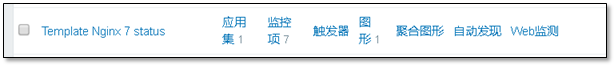 Template Nginx 7 status 应用集 1 监控项 7 触发器 图形 1 聚合图形 自动发现 Web监测